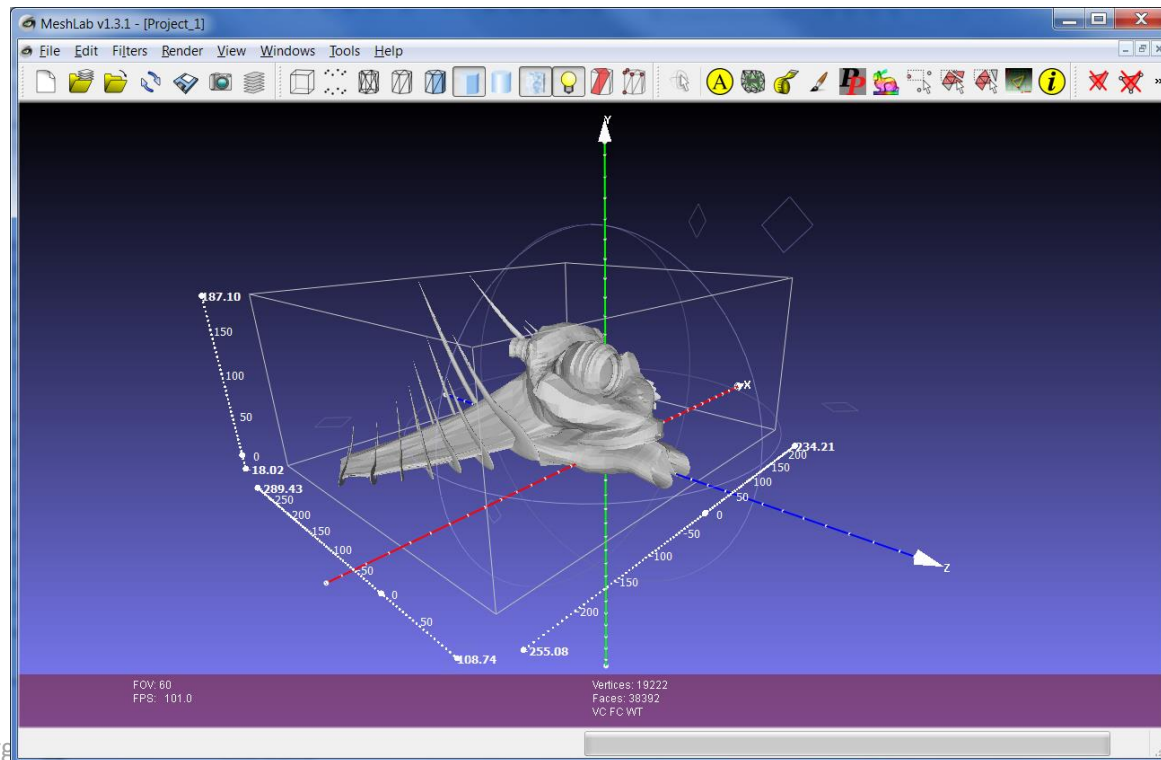 MeshLab v1.3.1 - [Project_1]
File Edit Filters Render View Windows Tools Help
A
Pp
i
»
Y
187.10
150
100
50
0
-18.02
X
-289.43
-250
-200
-150
-100
-50
0
50
108.74
234.21
200
150
100
50
0
-50
-100
-150
-200
-255.08
Z
FOV: 60
FPS: 101.0
Vertices: 19222
Faces: 38392
VC FC WT